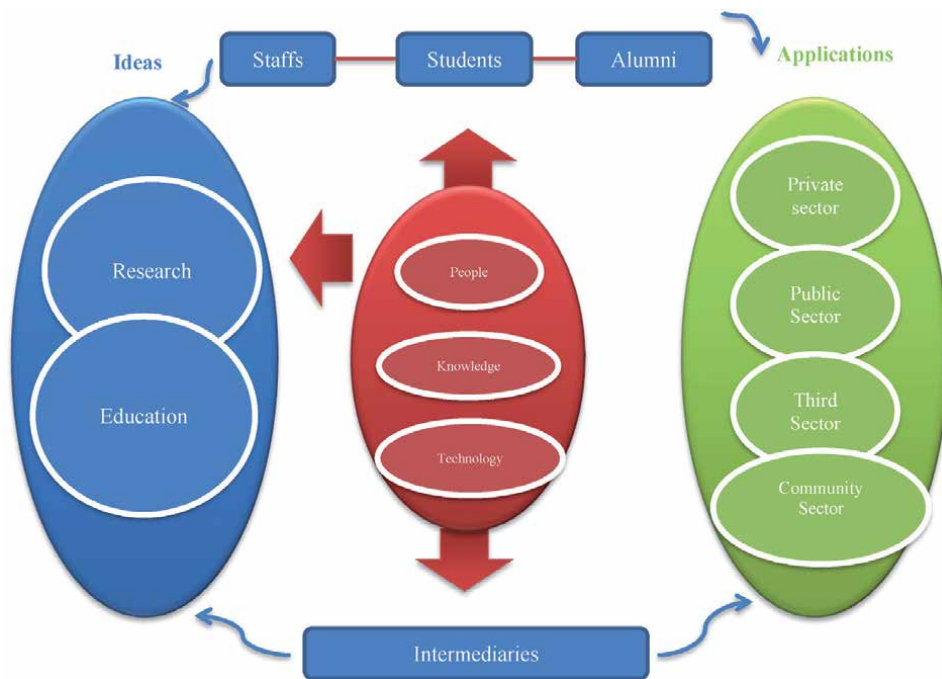 Ideas
Staffs
Students
Alumni
Applications
Research
Education
People
Knowledge
Technology
Private
sector
Public
Sector
Third
Sector
Community
Sector
Intermediaries